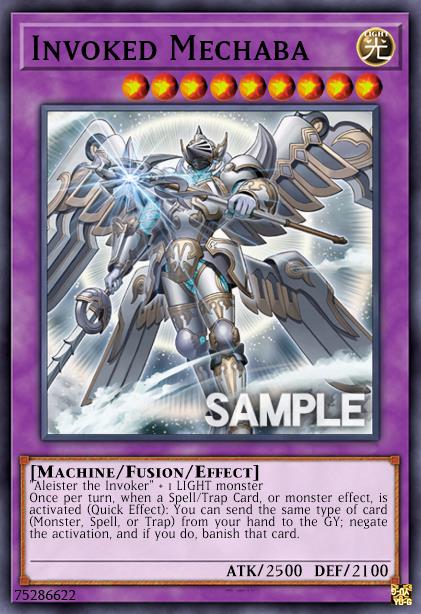 INVOKED MECHABA
LIGHT
光
SAMPLE
[MACHINE/FUSION/EFFECT]
"Aleister the Invoker" + 1 LIGHT monster
Once per turn, when a Spell/Trap Card, or monster effect, is
activated (Quick Effect): You can send the same type of card
(Monster, Spell, or Trap) from your hand to the GY; negate
the activation, and if you do, banish that card.
ATK/2500 DEF/2100
75286622